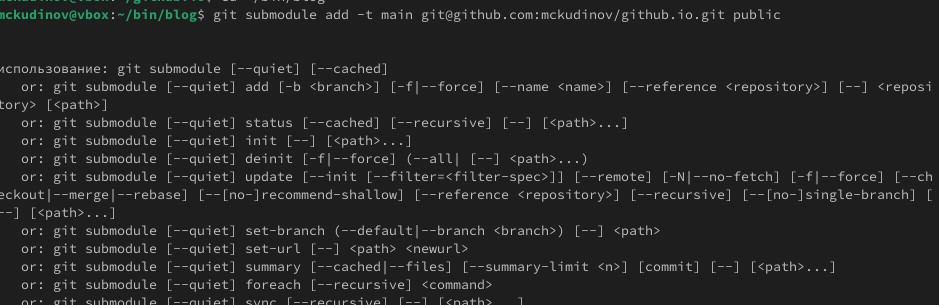 mckudinov@vbox:~/bin/blog$ git submodule add -t main git@github.com:mckudinov/github.io.git public
использование: git submodule [--quiet] [--cached]
or: git submodule [--quiet] add [-b <branch>] [-f|--force] [--name <name>] [--reference <repository>] [--] <reposi
tory> [<path>]
or: git submodule [--quiet] status [--cached] [--recursive] [--] [<path>...]
or: git submodule [--quiet] init [--] [<path>...]
or: git submodule [--quiet] deinit [-f|--force] (--all| [--] <path>...)
or: git submodule [--quiet] update [--init [--filter=<filter-spec>]] [--remote] [-N|--no-fetch] [-f|--force] [--ch
eckout|--merge|--rebase] [--[no-]recommend-shallow] [--reference <repository>] [--recursive] [--[no-]single-branch] [
--] [<path>...]
or: git submodule [--quiet] set-branch (--default|--branch <branch>) [--] <path>
or: git submodule [--quiet] set-url [--] <path> <newurl>
or: git submodule [--quiet] summary [--cached|--files] [--summary-limit <n>] [commit] [--] [<path>...]
or: git submodule [--quiet] foreach [--recursive] <command>
or: git submodule [--quiet] sync [--recursive] [--] [<path>...]